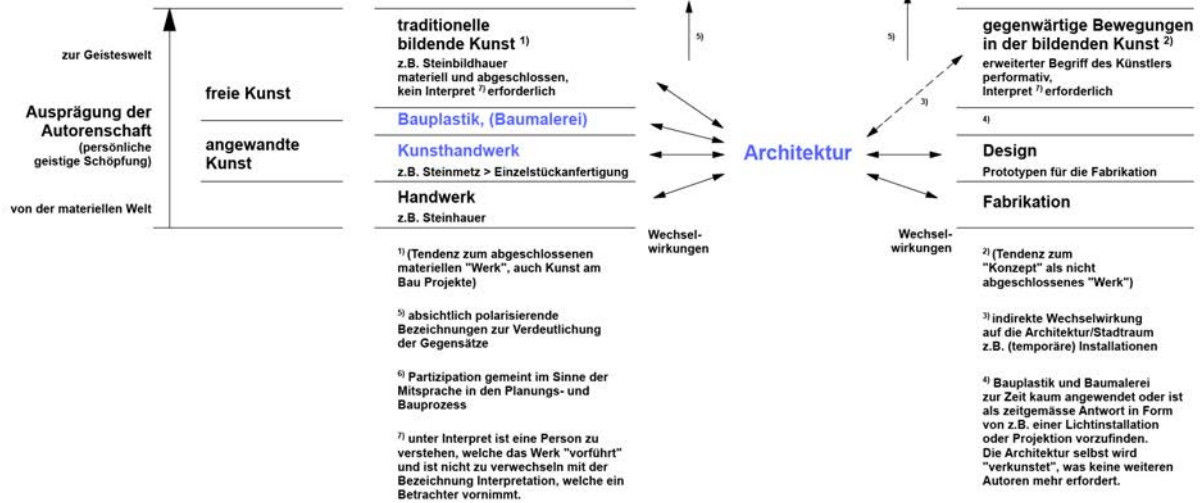 zur Geisteswelt
Ausprägung der
Autorenschaft
(persönliche
geistige Schöpfung)
von der materiellen Welt
freie Kunst
angewandte
Kunst
traditionelle
bildende Kunst 1)
z.B. Steinbildhauer
materiell und abgeschlossen,
kein Interpret 7) erforderlich
Bauplastik, (Baumalerei)
Kunsthandwerk
z.B. Steinmetz > Einzelstückanfertigung
Handwerk
z.B. Steinhauer
5)
Wechsel-
wirkungen
Architektur
5)
3)
Wechsel-
wirkungen
gegenwärtige Bewegungen
in der bildenden Kunst 2)
erweiterter Begriff des Künstlers
performativ,
Interpret 7) erforderlich
4)
Design
Prototypen für die Fabrikation
Fabrikation
1) (Tendenz zum abgeschlossenen
materiellen "Werk", auch Kunst am
Bau Projekte)
5) absichtlich polarisierende
Bezeichnungen zur Verdeutlichung
der Gegensätze
6) Partizipation gemeint im Sinne der
Mitsprache in den Planungs- und
Bauprozess
7) unter Interpret ist eine Person zu
verstehen, welche das Werk "vorführt"
und ist nicht zu verwechseln mit der
Bezeichnung Interpretation, welche ein
Betrachter vornimmt.
2) (Tendenz zum
"Konzept" als nicht
abgeschlossenes "Werk")
3) indirekte Wechselwirkung
auf die Architektur/Stadtraum
z.B. (temporäre) Installationen
4) Bauplastik und Baumalerei
zur Zeit kaum angewendet oder ist
als zeitgemässe Antwort in Form
von z.B. einer Lichtinstallation
oder Projektion vorzufinden.
Die Architektur selbst wird
"verkunstet", was keine weiteren
Autoren mehr erfordert.